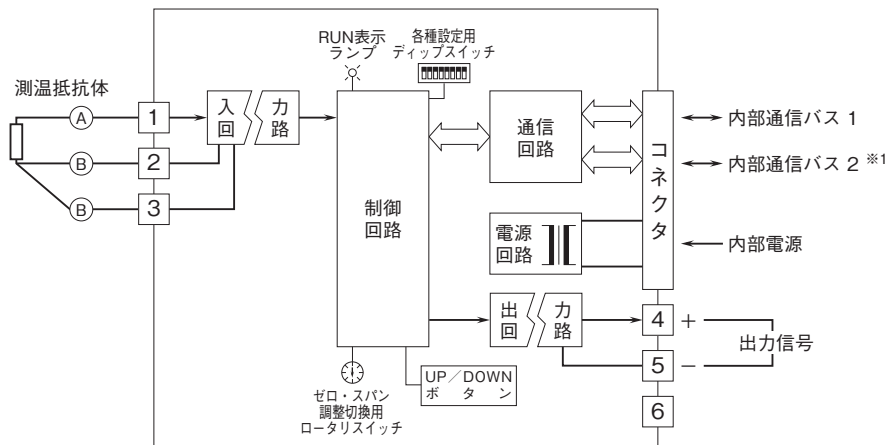 RUN表示
ランプ
各種設定用
ディップスイッチ
測温抵抗体
A
1
入 力
回 路
B
2
B
3
制御
回路
通信
回路
コネクタ
内部通信バス 1
内部通信バス 2 ※1
電源
回路
内部電源
出 力
回 路
4 +
出力信号
5 −
6
ゼロ・スパン
調整切換用
ロータリスイッチ
UP/DOWN
ボタン